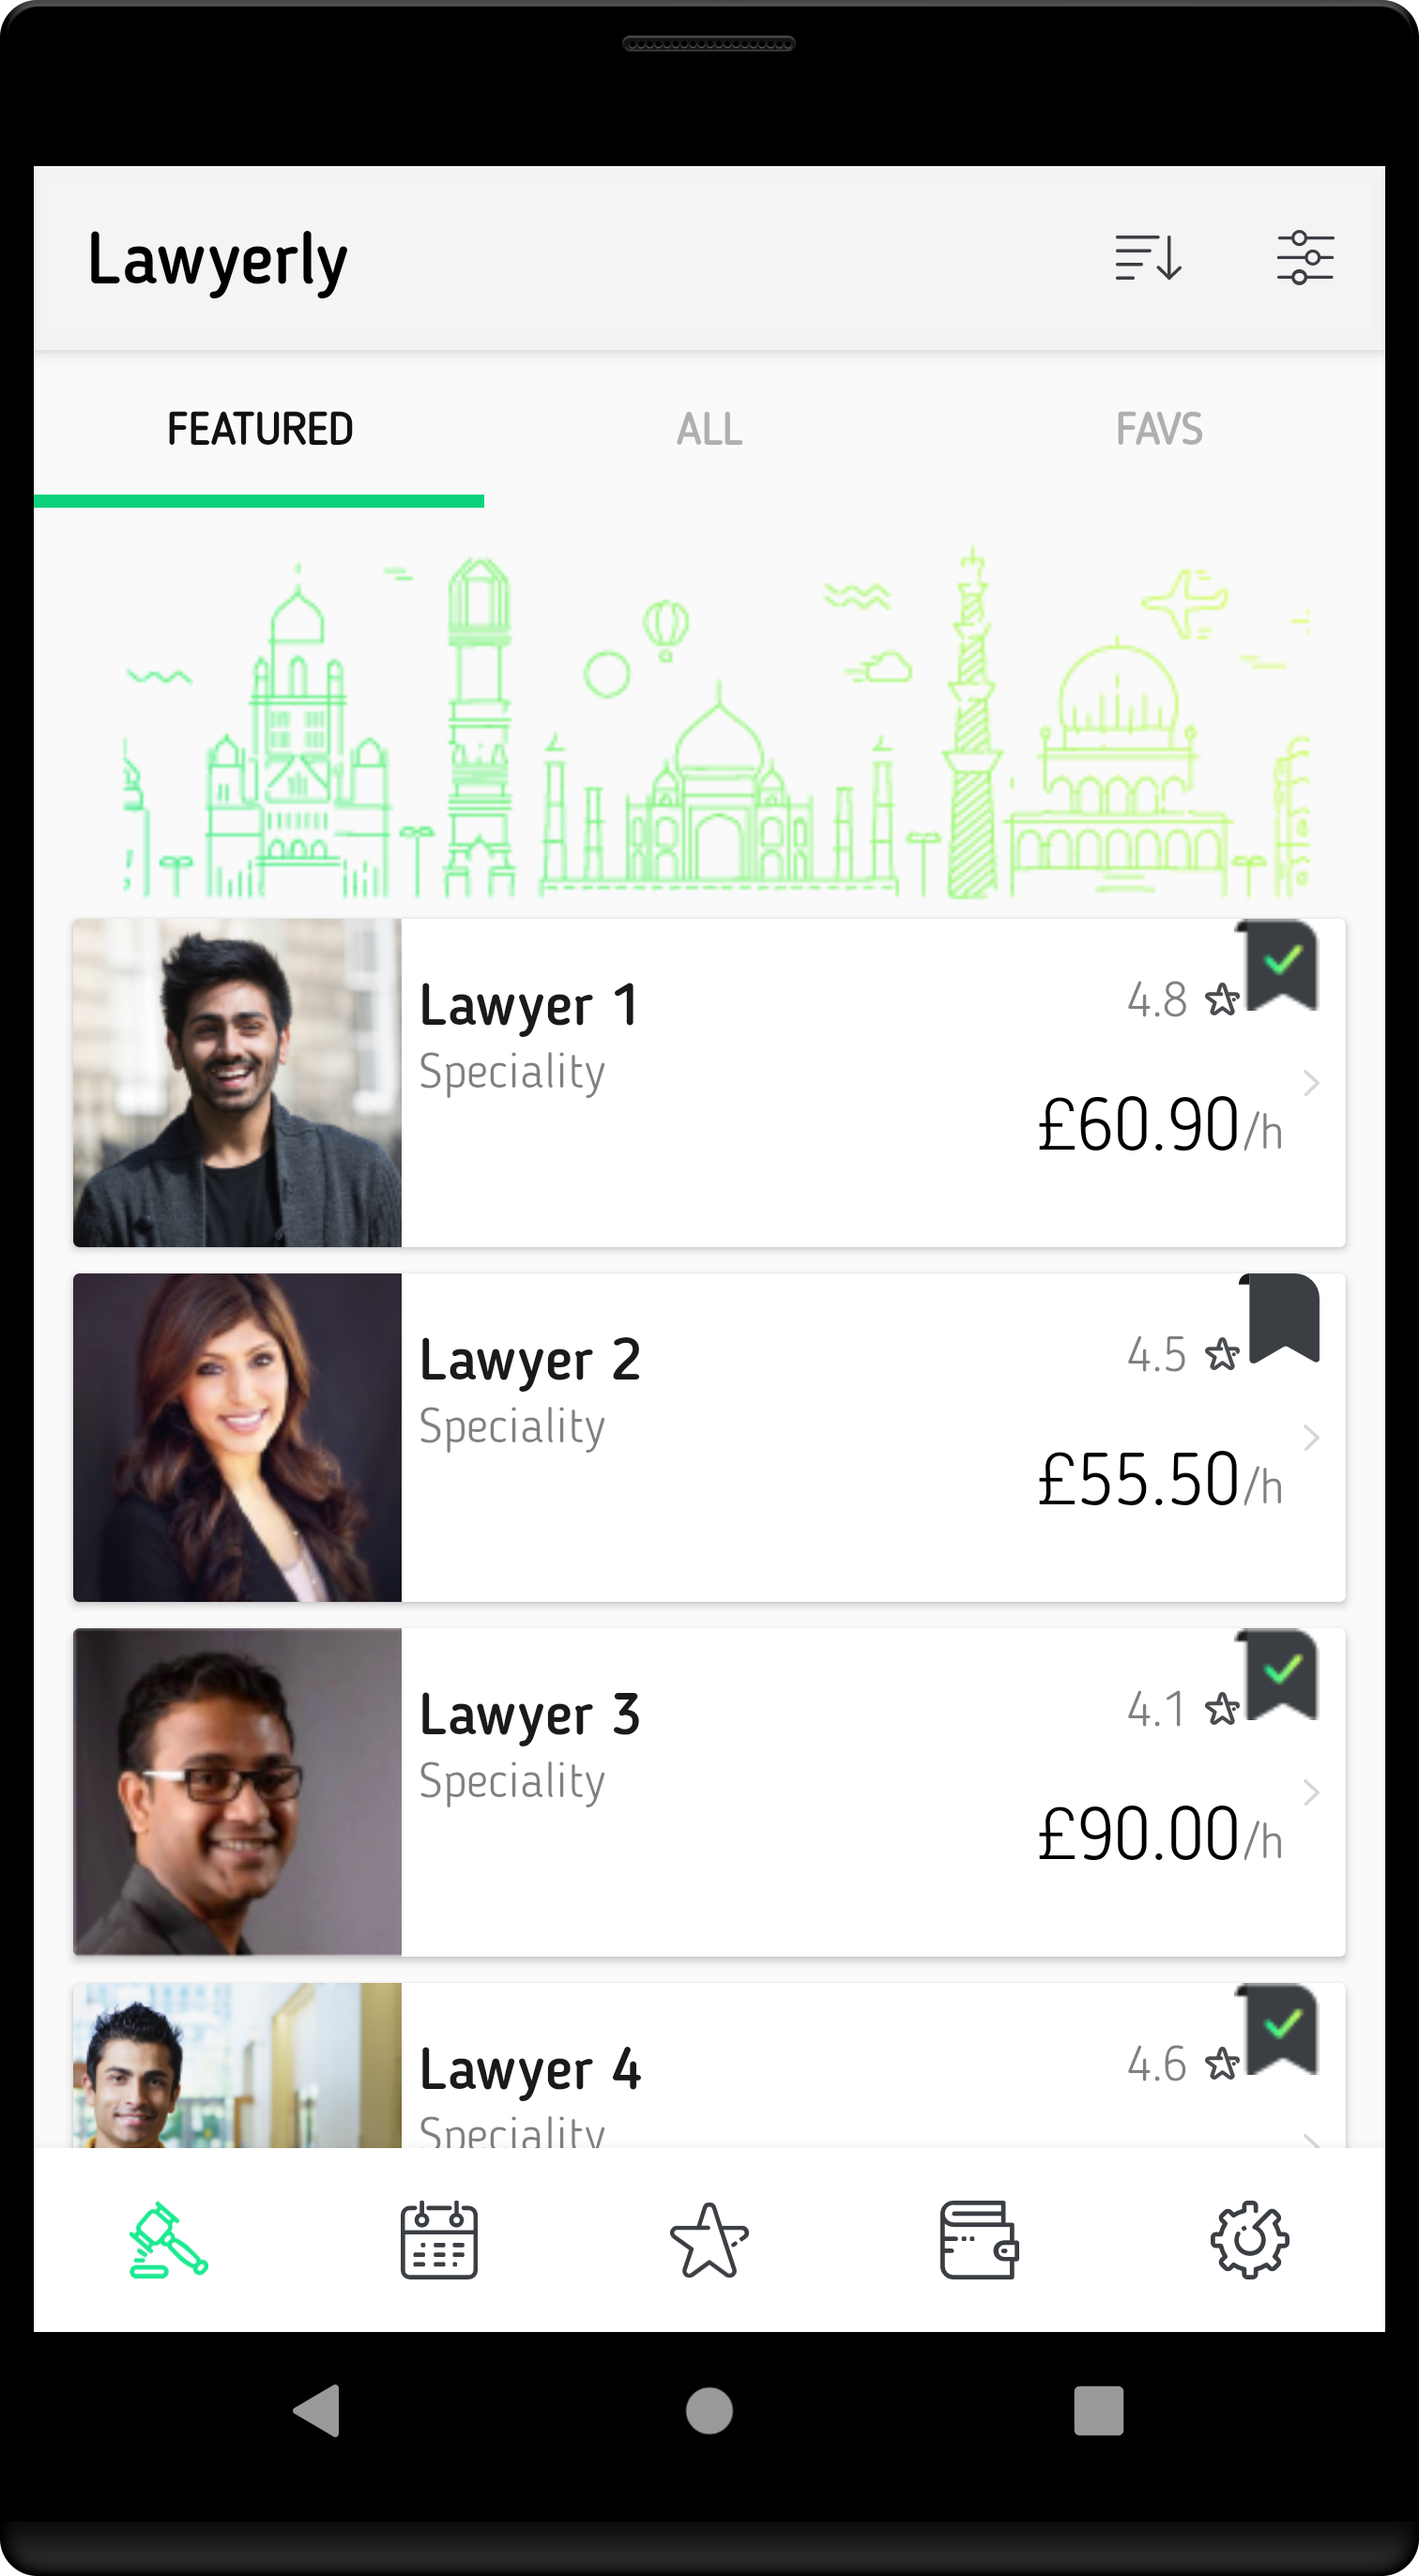 Lawyerly
FEATURED ALL FAVS
Lawyer 1 4.8
Speciality
£60.90/h
Lawyer 2 4.5
Speciality
£55.50/h
Lawyer 3 4.1
Speciality
£90.00/h
Lawyer 4 4.6
Speciality